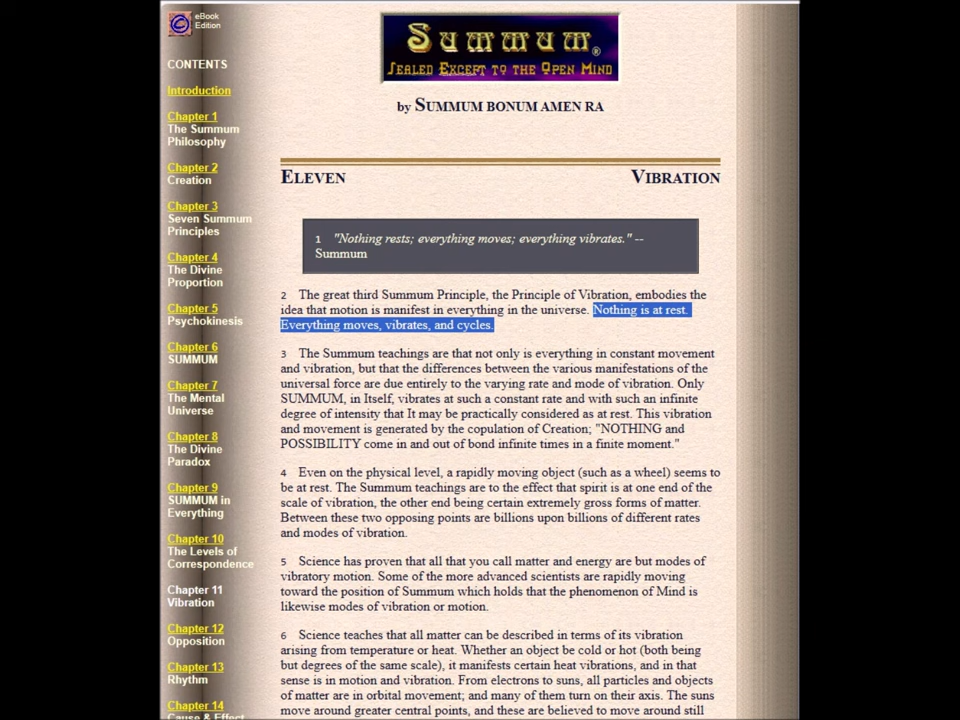 eBook
Edition
CONTENTS
Introduction
Chapter 1
The Summum
Philosophy
Chapter 2
Creation
Chapter 3
Seven Summum
Principles
Chapter 4
The Divine
Proportion
Chapter 5
Psychokinesis
Chapter 6
SUMMUM
Chapter 7
The Mental
Universe
Chapter 8
The Divine
Paradox
Chapter 9
SUMMUM in
Everything
Chapter 10
The Levels of
Correspondence
Chapter 11
Vibration
Chapter 12
Opposition
Chapter 13
Rhythm
Chapter 14
Cause & Effect
SUMMUM®
SEALED EXCEPT TO THE OPEN MIND
by SUMMUM BONUM AMEN RA
ELEVEN VIBRATION
1 "Nothing rests; everything moves; everything vibrates." --
Summum
2 The great third Summum Principle, the Principle of Vibration, embodies the
idea that motion is manifest in everything in the universe. Nothing is at rest.
Everything moves, vibrates, and cycles.
3 The Summum teachings are that not only is everything in constant movement
and vibration, but that the differences between the various manifestations of the
universal force are due entirely to the varying rate and mode of vibration. Only
SUMMUM, in Itself, vibrates at such a constant rate and with such an infinite
degree of intensity that It may be practically considered as at rest. This vibration
and movement is generated by the copulation of Creation; "NOTHING and
POSSIBILITY come in and out of bond infinite times in a finite moment."
4 Even on the physical level, a rapidly moving object (such as a wheel) seems to
be at rest. The Summum teachings are to the effect that spirit is at one end of the
scale of vibration, the other end being certain extremely gross forms of matter.
Between these two opposing points are billions upon billions of different rates
and modes of vibration.
5 Science has proven that all that you call matter and energy are but modes of
vibratory motion. Some of the more advanced scientists are rapidly moving
toward the position of Summum which holds that the phenomenon of Mind is
likewise modes of vibration or motion.
6 Science teaches that all matter can be described in terms of its vibration
arising from temperature or heat. Whether an object be cold or hot (both being
but degrees of the same scale), it manifests certain heat vibrations, and in that
sense is in motion and vibration. From electrons to suns, all particles and objects
of matter are in orbital movement; and many of them turn on their axis. The suns
move around greater central points, and these are believed to move around still